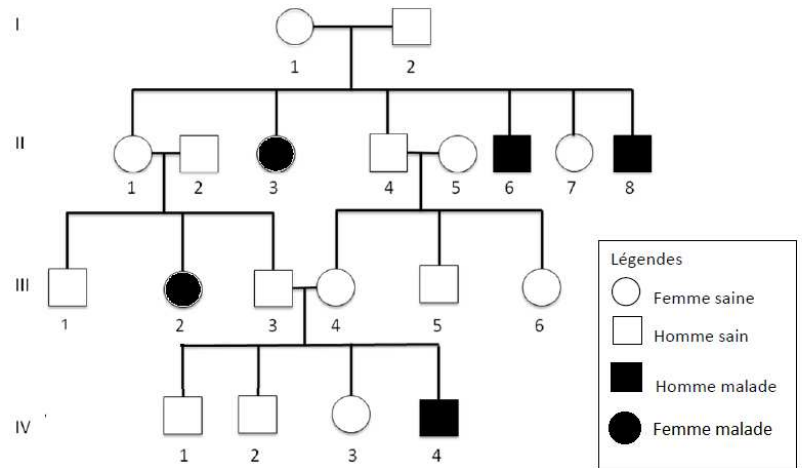 I
1 2
II
1 2 3 4 5 6 7 8
III
1 2 3 4 5 6
IV
1 2 3 4
Légendes
Femme saine
Homme sain
Homme malade
Femme malade